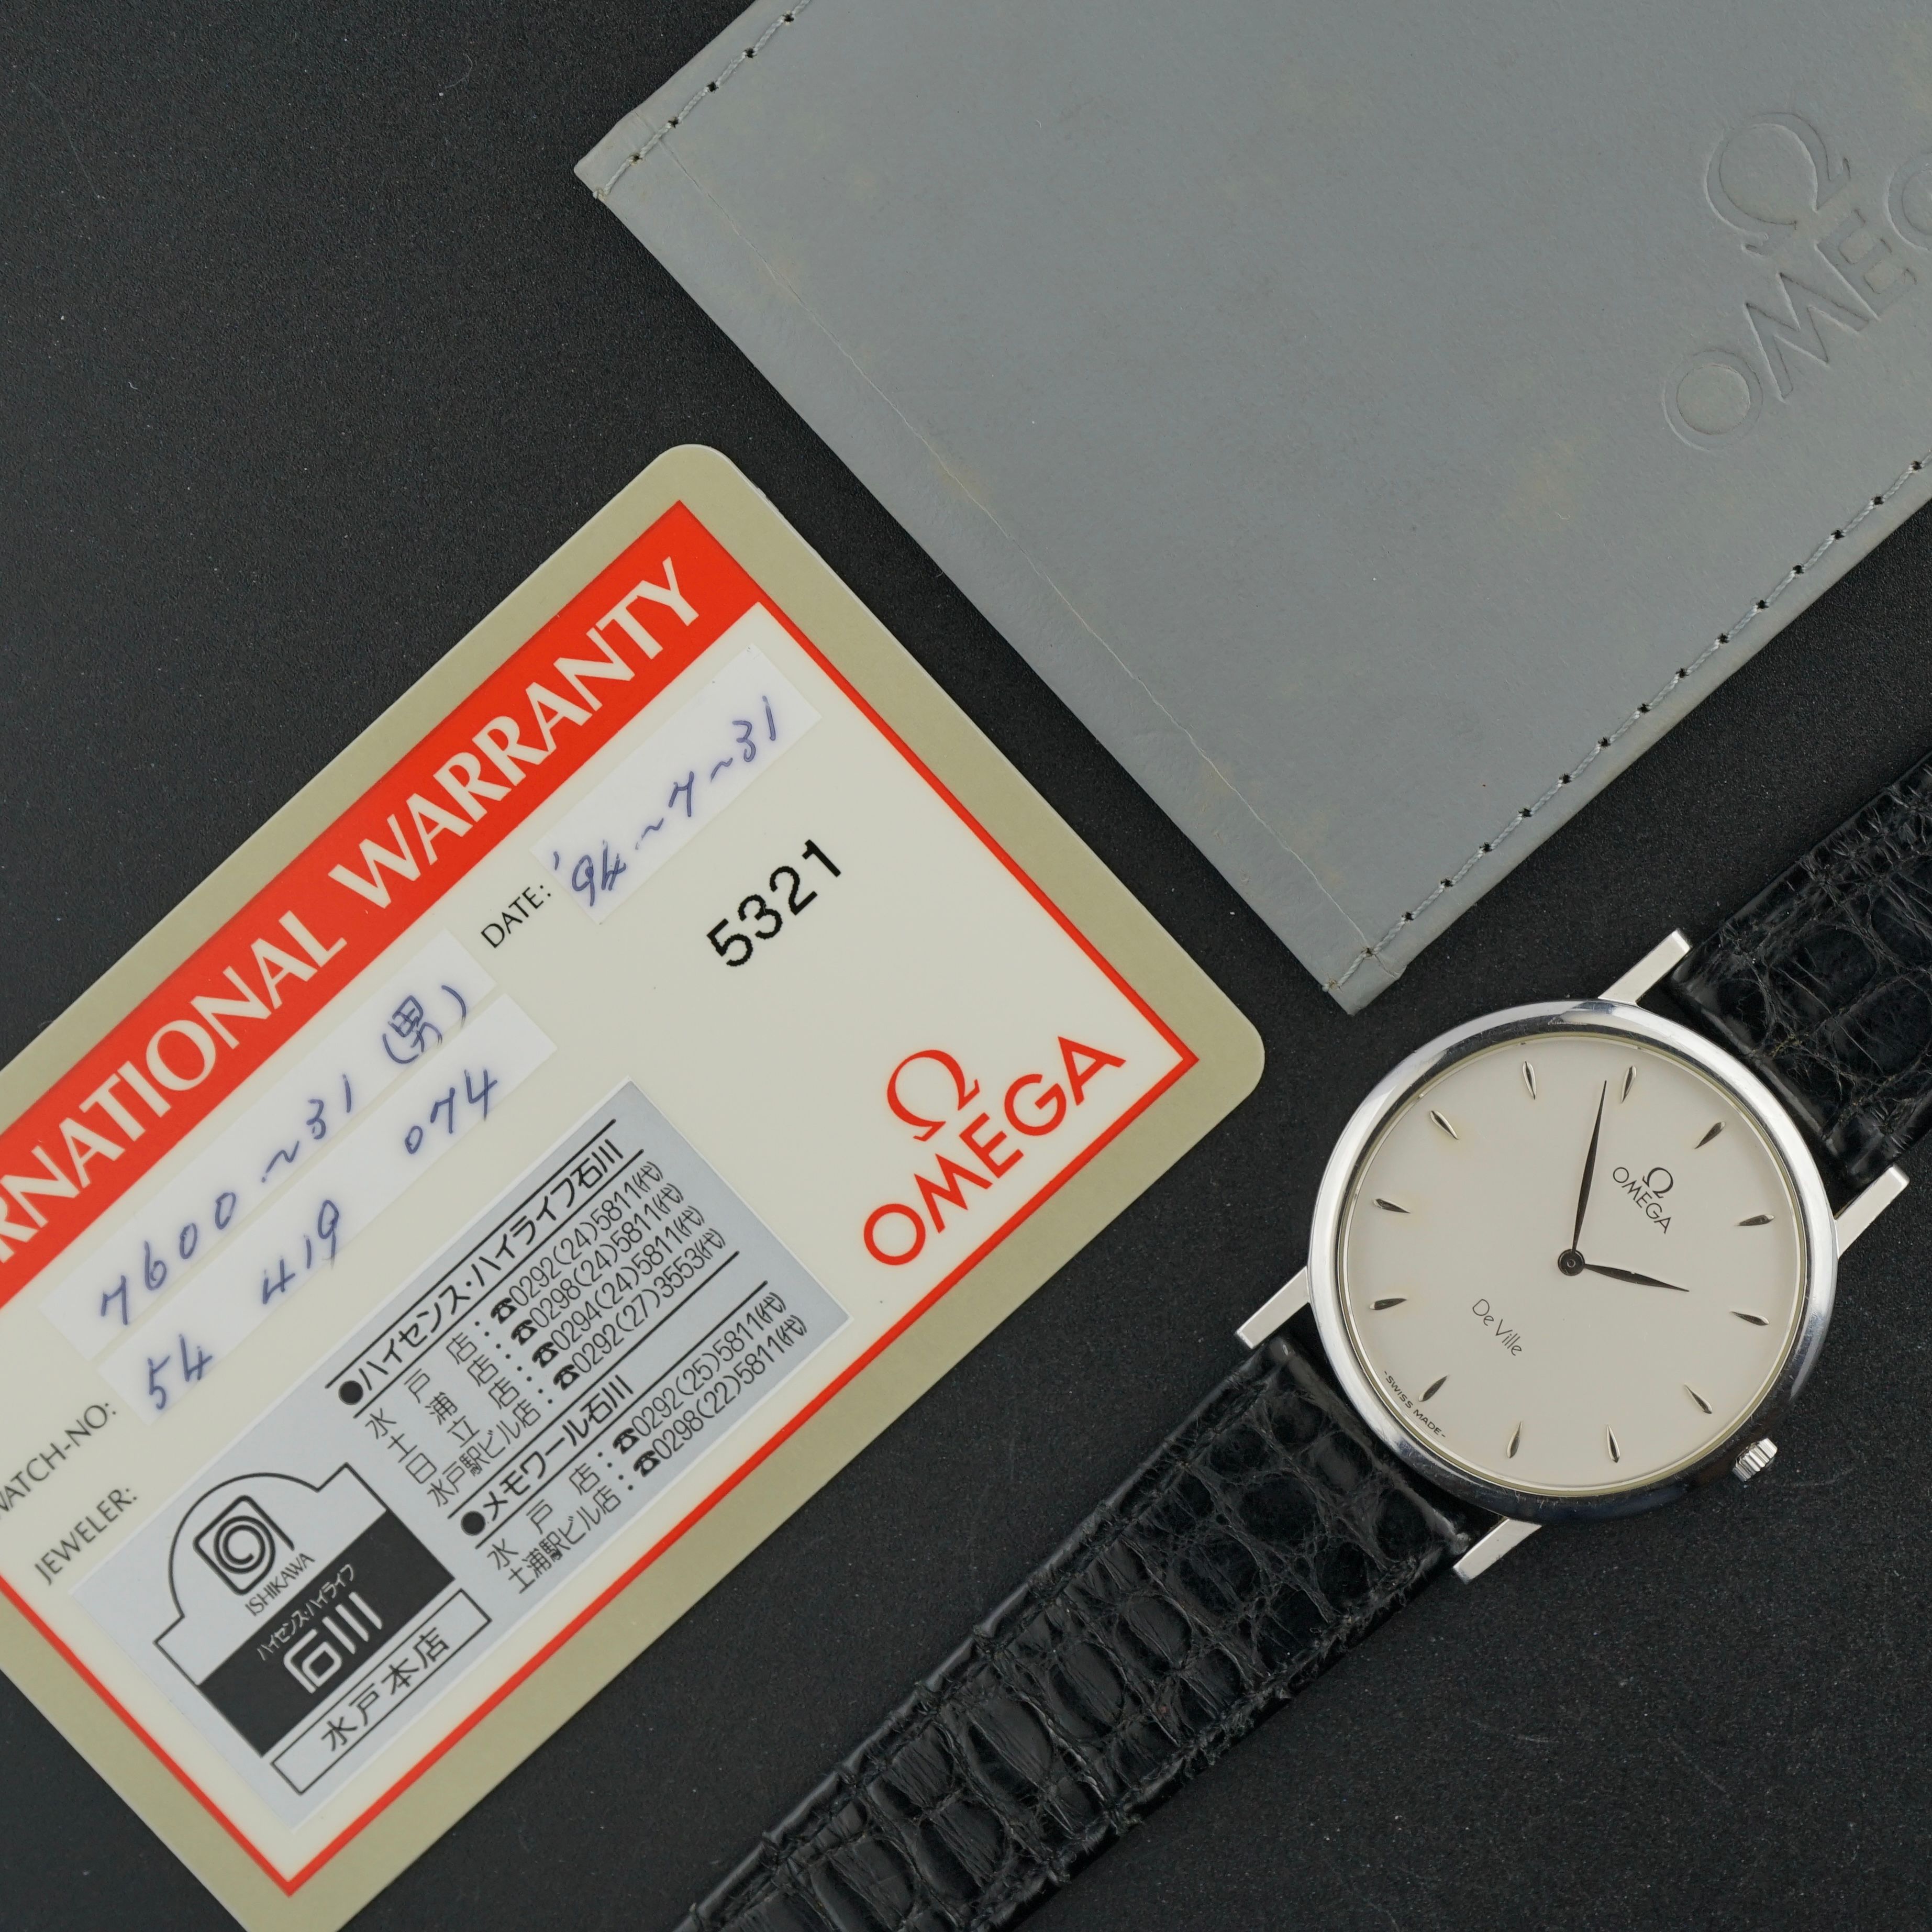 Ω
OMEG
RNATIONAL WARRANTY
7600~31 (男)
DATE: '94~7~31
WATCH-NO: 54 419 074
5321
JEWELER:
ISHIKAWA
ハイセンス・ハイライフ
石川
水戸本店
●ハイセンス・ハイライフ石川
水戸店:☎0292(24)5811㈹
土浦店:☎0298(24)5811㈹
日立店:☎0294(24)5811㈹
水戸駅ビル店:☎0292(27)3553㈹
●メモワール石川
水戸店:☎0292(25)5811㈹
土浦駅ビル店:☎0298(22)5811㈹
Ω
OMEGA
Ω
OMEGA
De Ville
-SWISS MADE-